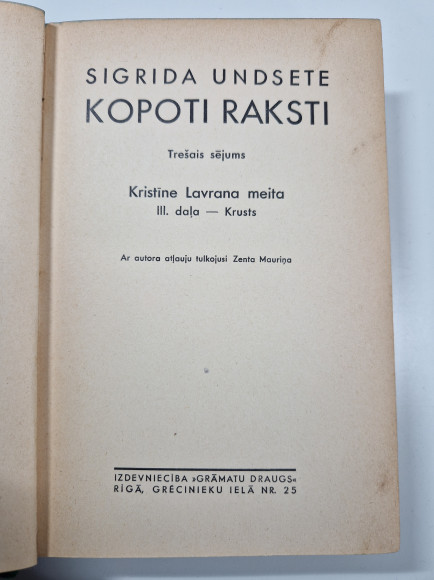 SIGRIDA UNDSETE
KOPOTI RAKSTI
Trešais sējums
Kristīne Lavrana meita
III. daļa — Krusts
Ar autora atļauju tulkojusi Zenta Mauriņa
IZDEVNIECĪBA »GRĀMATU DRAUGS«
RĪGĀ, GRĒCINIEKU IELĀ NR. 25